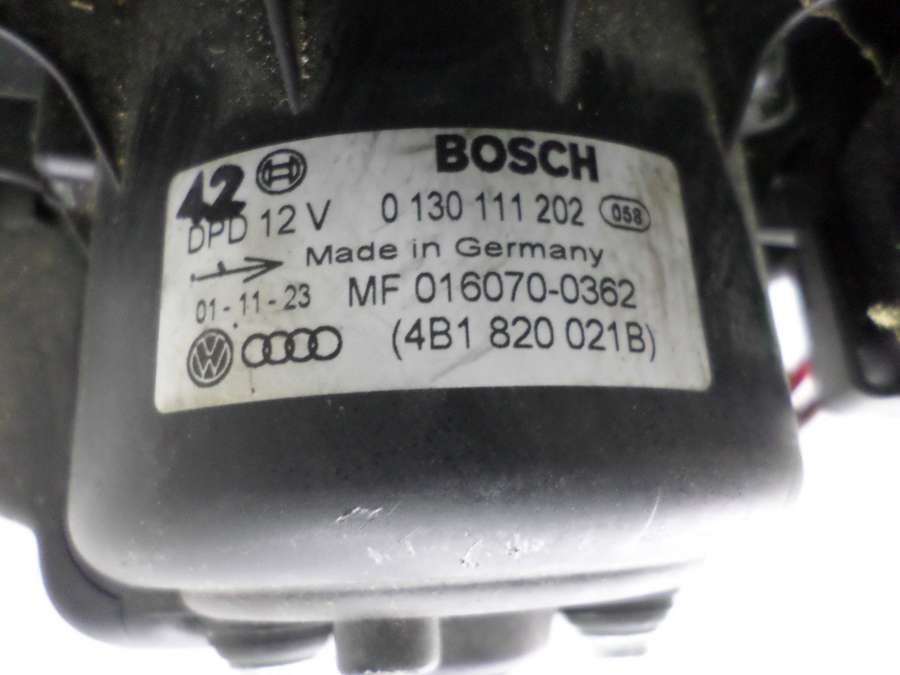 BOSCH
42
DPD 12 V 0 130 111 202 058
Made in Germany
01-11-23 MF 016070-0362
VW (4B1 820 021B)